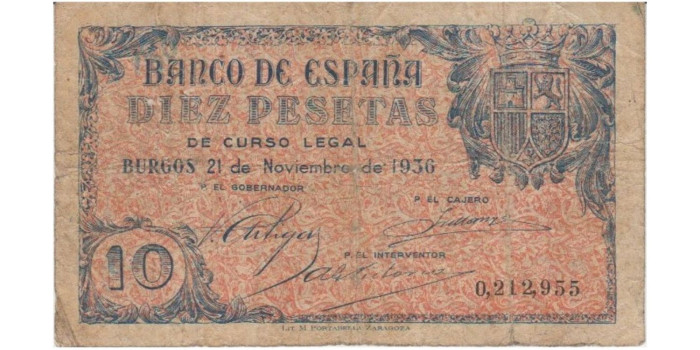 BANCO DE ESPAÑA
DIEZ PESETAS
DE CURSO LEGAL
BURGOS 21 de Noviembre de 1936
P. EL GOBERNADOR
P. EL CAJERO
P. EL INTERVENTOR
10
0,212,955
LIT. M. PORTABELLA ZARAGOZA